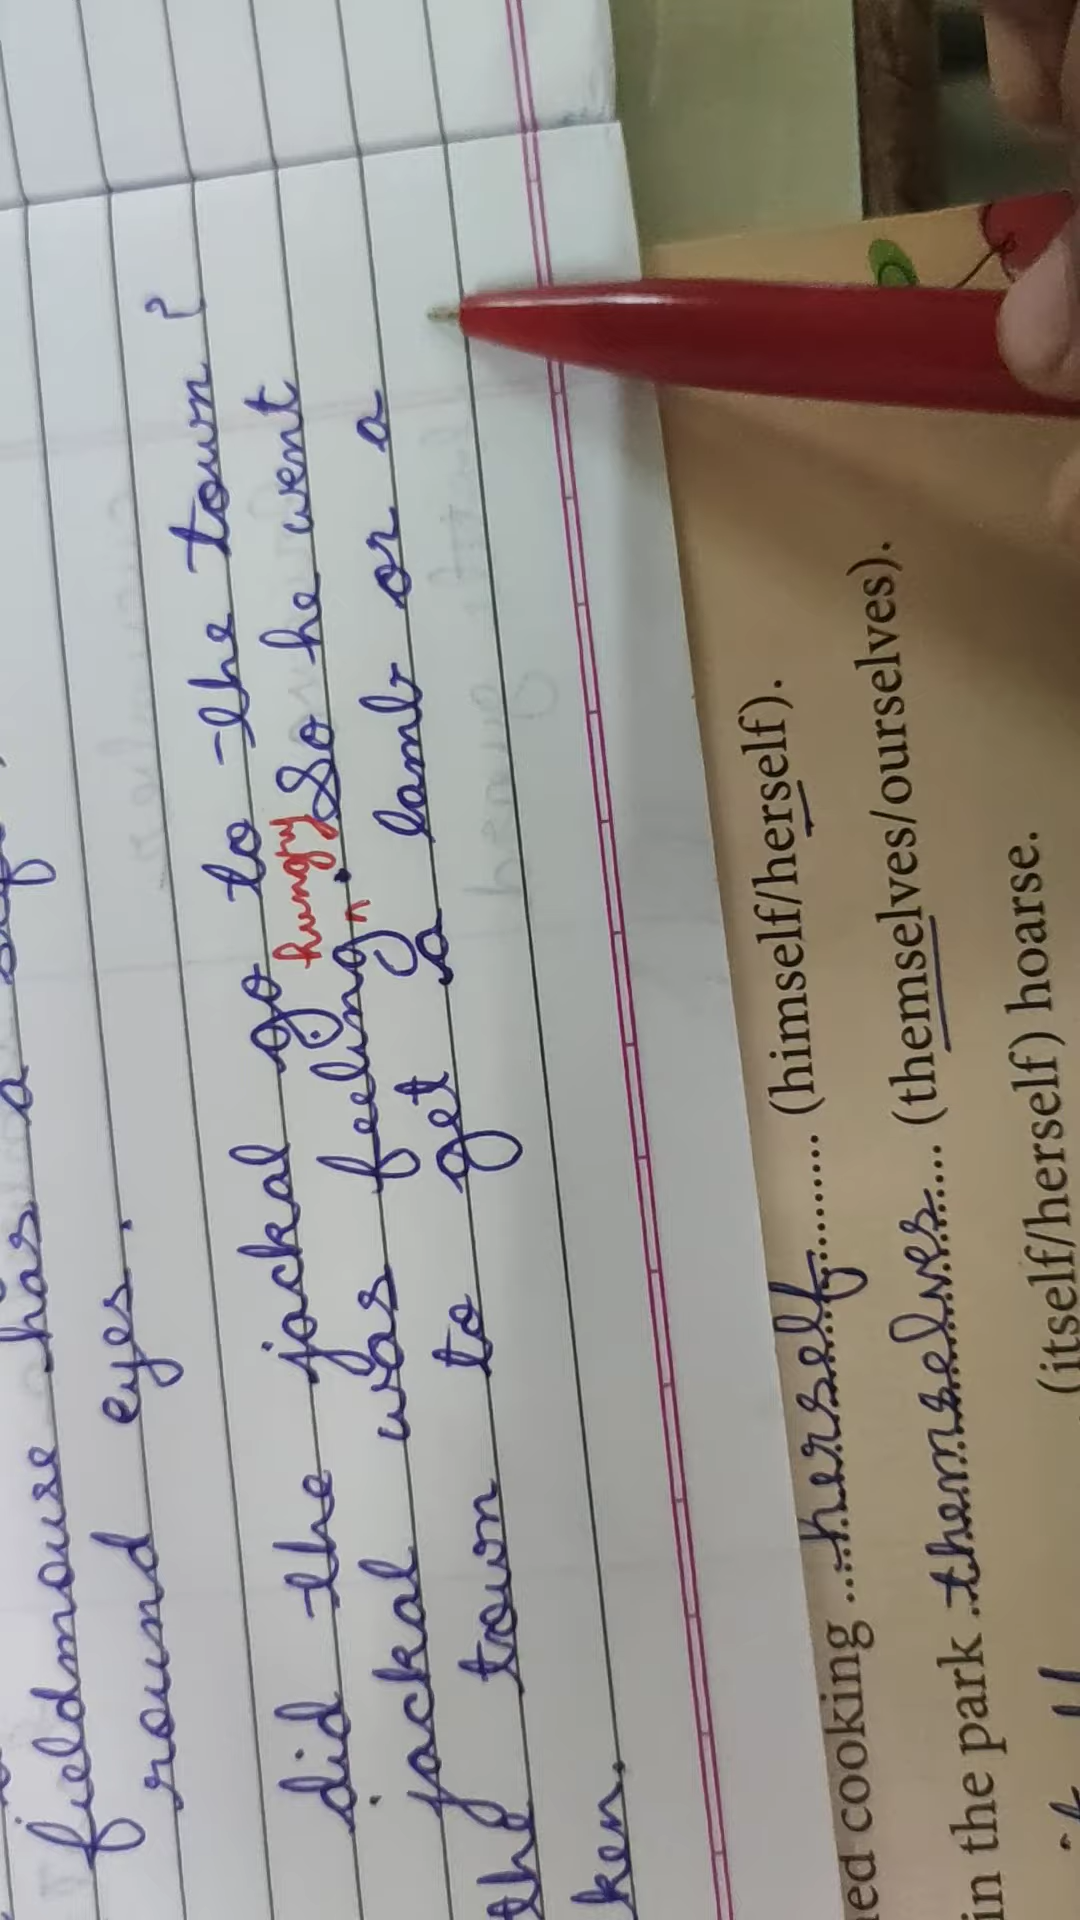 fieldmouse has a
round eyes.
did the jackal go to the town?
jackal was feeling hungry. So he went
the town to get a lamb or a
ken.
ed cooking herself (himself/herself).
in the park themselves (themselves/ourselves).
(itself/herself) hoarse.